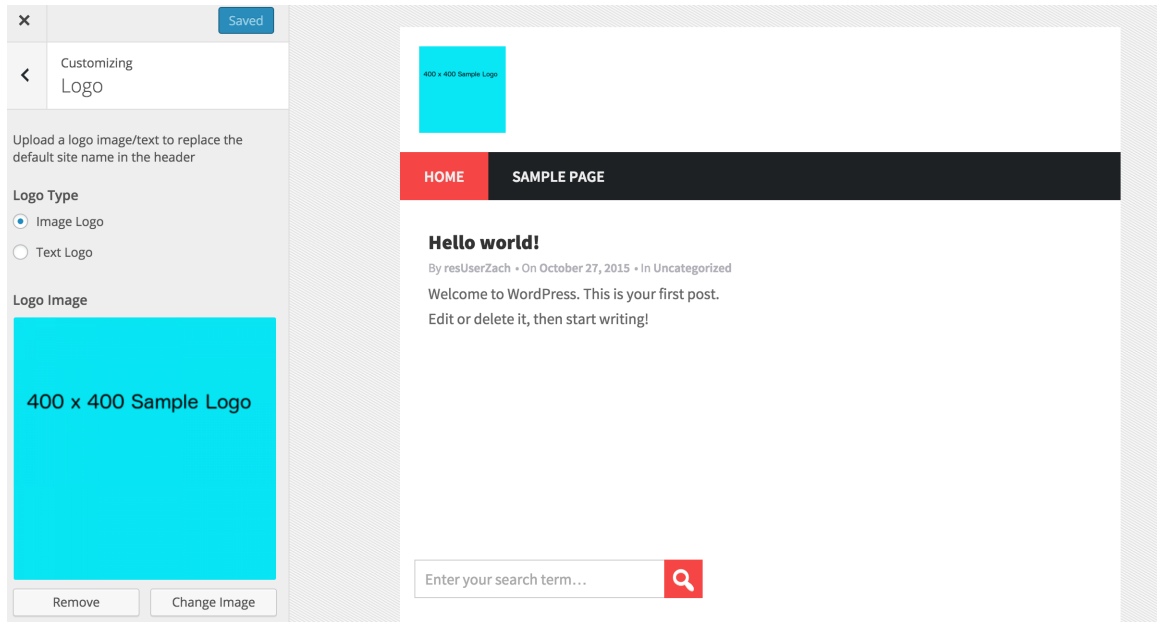 Saved
Customizing
Logo
Upload a logo image/text to replace the
default site name in the header
Logo Type
Image Logo
Text Logo
Logo Image
400 x 400 Sample Logo
Remove
Change Image
400 x 400 Sample Logo
HOME
SAMPLE PAGE
Hello world!
By resUserZach • On October 27, 2015 • In Uncategorized
Welcome to WordPress. This is your first post.
Edit or delete it, then start writing!
Enter your search term…